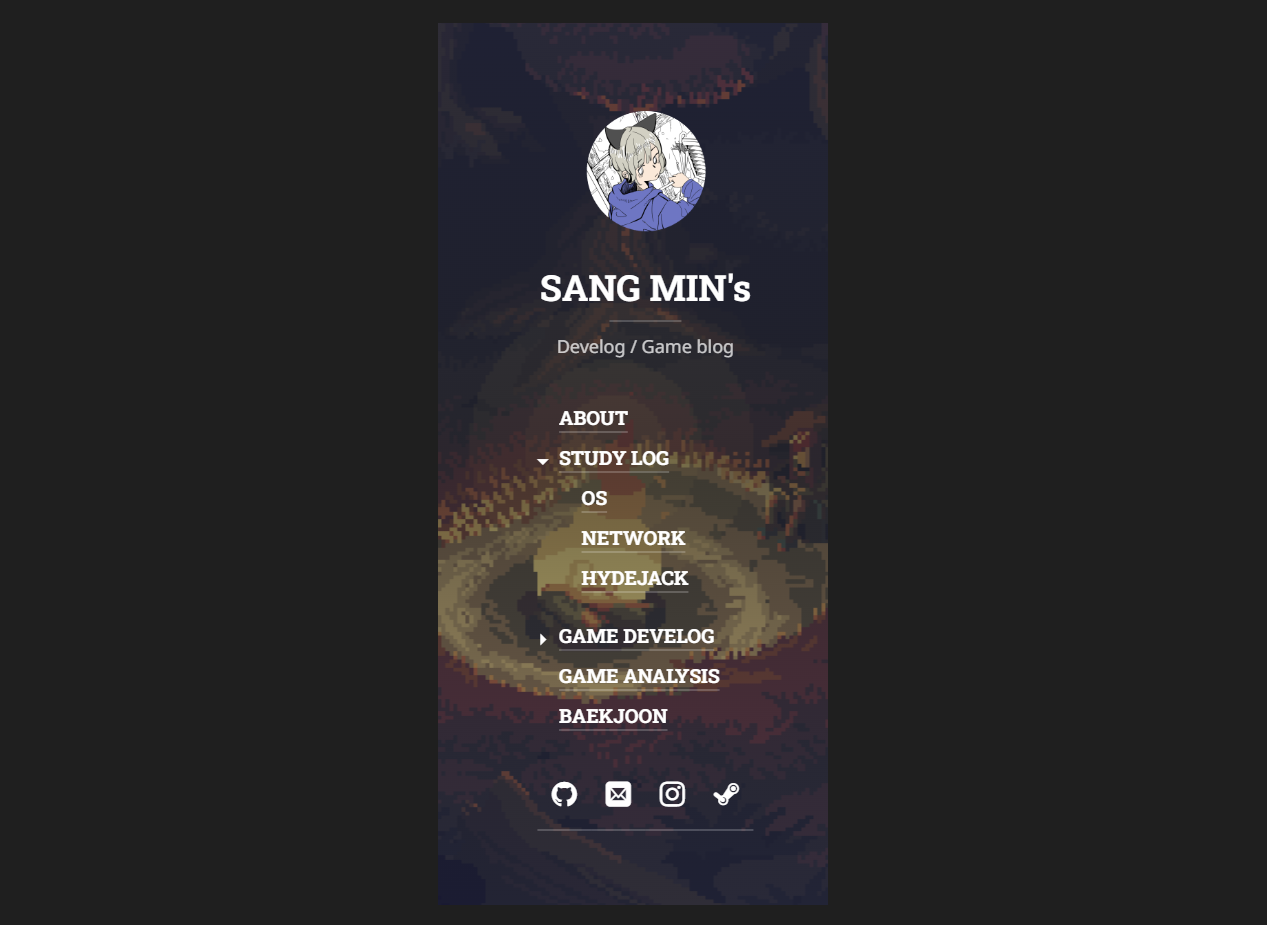 SANG MIN's
Develog / Game blog
ABOUT
STUDY LOG
OS
NETWORK
HYDEJACK
GAME DEVELOG
GAME ANALYSIS
BAEKJOON